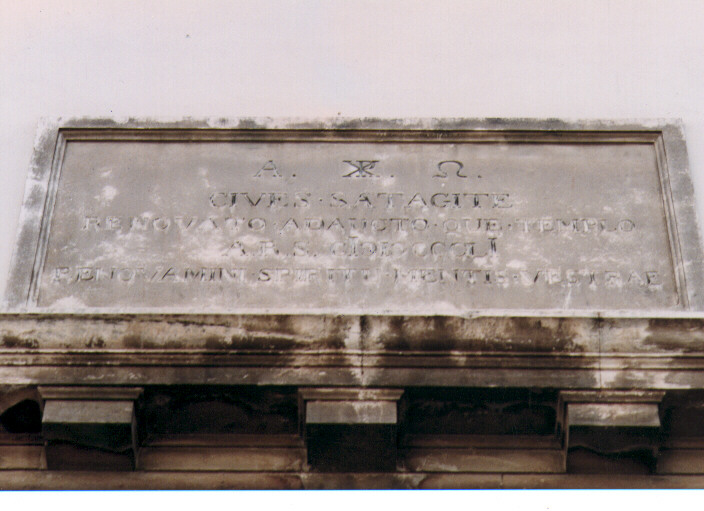 Α. Ж Ω.
CIVES · SATAGITE
RENOVATO · ADAUCTO · QUE · TEMPLO
A. R. S.
RENOVAMINI · SPIRITU · MENTIS · VESTRAE